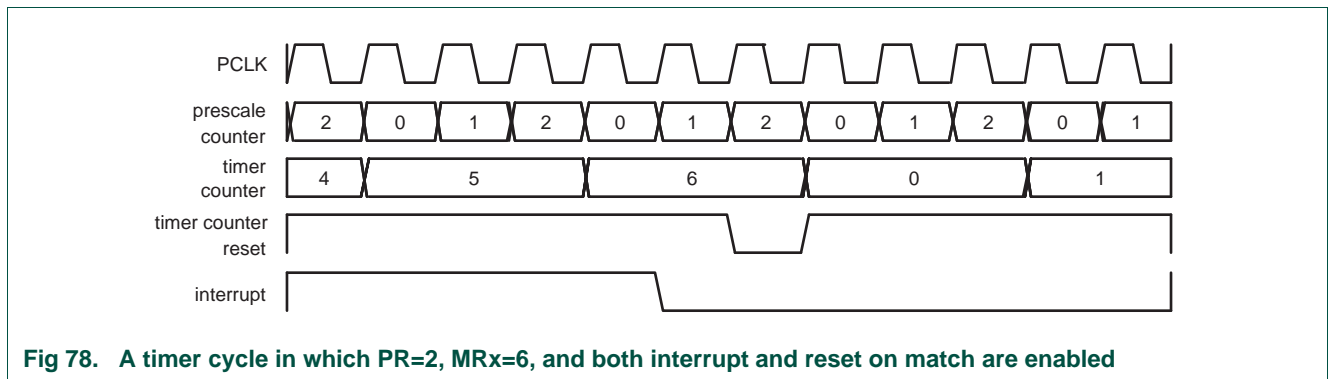 PCLK
prescale
counter
2 0 1 2 0 1 2 0 1 2 0 1
timer
counter
4 5 6 0 1
timer counter
reset
interrupt
Fig 78. A timer cycle in which PR=2, MRx=6, and both interrupt and reset on match are enabled